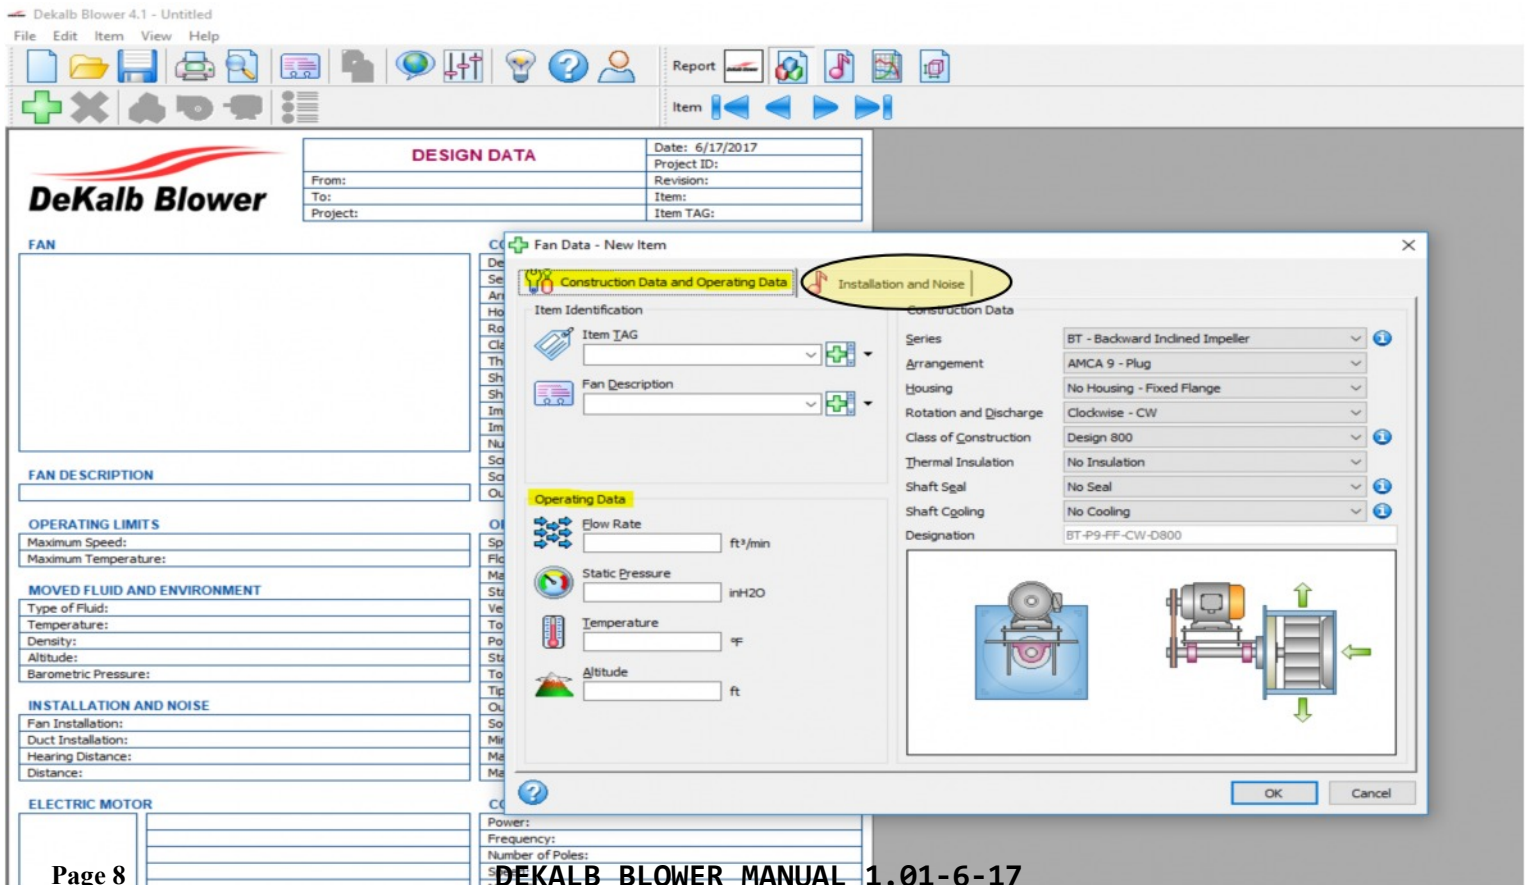 Dekalb Blower 4.1 - Untitled
File Edit Item View Help
Report
Item
DeKalb Blower
DESIGN DATA
Date: 6/17/2017
Project ID:
From:
Revision:
To:
Item:
Project:
Item TAG:
FAN
FAN DESCRIPTION
OPERATING LIMITS
Maximum Speed:
Maximum Temperature:
MOVED FLUID AND ENVIRONMENT
Type of Fluid:
Temperature:
Density:
Altitude:
Barometric Pressure:
INSTALLATION AND NOISE
Fan Installation:
Duct Installation:
Hearing Distance:
Distance:
ELECTRIC MOTOR
Power:
Frequency:
Number of Poles:
Fan Data - New Item
Construction Data and Operating Data
Installation and Noise
Item Identification
Item TAG
Fan Description
Operating Data
Flow Rate
ft³/min
Static Pressure
inH2O
Temperature
°F
Altitude
ft
Construction Data
Series BT - Backward Inclined Impeller
Arrangement AMCA 9 - Plug
Housing No Housing - Fixed Flange
Rotation and Discharge Clockwise - CW
Class of Construction Design 800
Thermal Insulation No Insulation
Shaft Seal No Seal
Shaft Cooling No Cooling
Designation BT-P9-FF-CW-D800
OK Cancel
Page 8 DEKALB BLOWER MANUAL 1.01-6-17